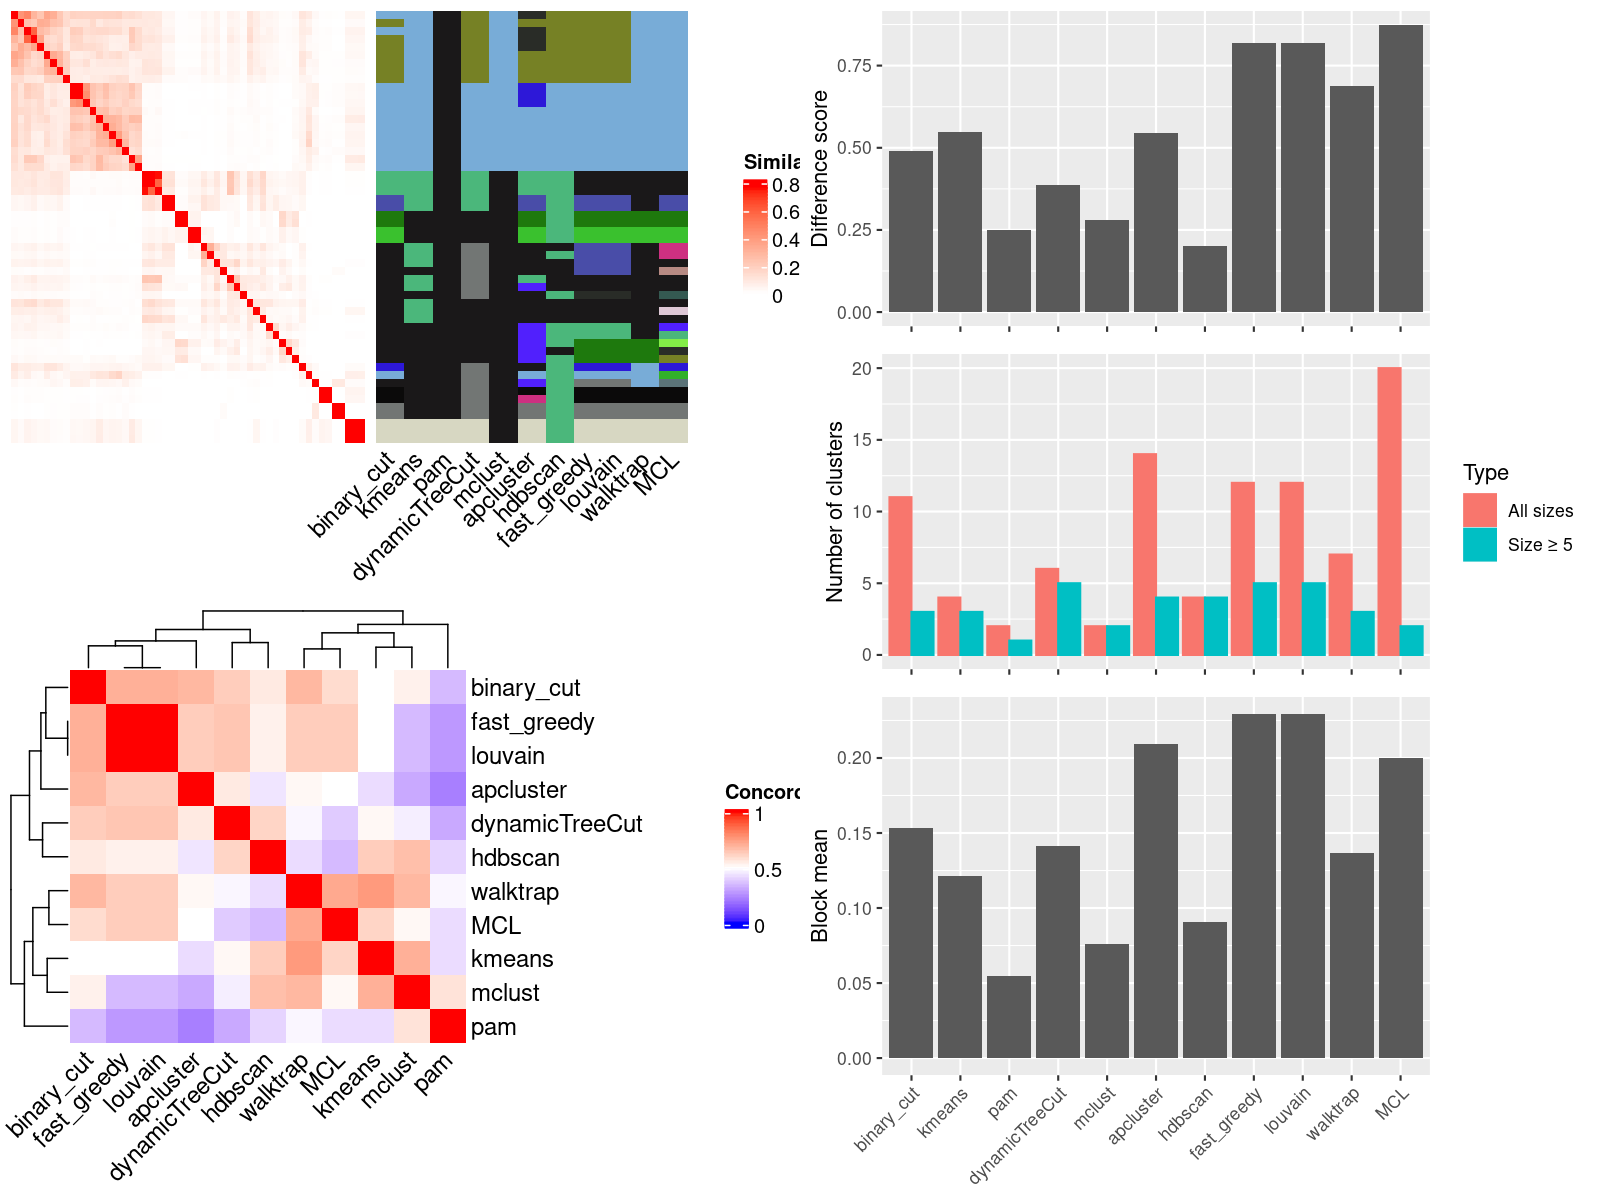 Simila
0.8
0.6
0.4
0.2
0
binary_cut
kmeans
pam
dynamicTreeCut
mclust
apcluster
hdbscan
fast_greedy
louvain
walktrap
MCL
Difference score
0.75
0.50
0.25
0.00
Number of clusters
20
15
10
5
0
Type
All sizes
Size ≥ 5
binary_cut
fast_greedy
louvain
apcluster
dynamicTreeCut
hdbscan
walktrap
MCL
kmeans
mclust
pam
binary_cut
fast_greedy
louvain
apcluster
dynamicTreeCut
hdbscan
walktrap
MCL
kmeans
mclust
pam
Concord
1
0.5
0
Block mean
0.20
0.15
0.10
0.05
0.00
binary_cut
kmeans
pam
dynamicTreeCut
mclust
apcluster
hdbscan
fast_greedy
louvain
walktrap
MCL